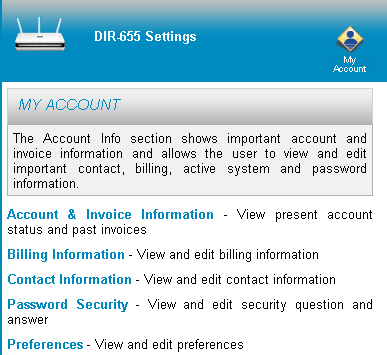 DIR-655 Settings
My
Account
MY ACCOUNT
The Account Info section shows important account and
invoice information and allows the user to view and edit
important contact, billing, active system and password
information.
Account & Invoice Information - View present account
status and past invoices
Billing Information - View and edit billing information
Contact Information - View and edit contact information
Password Security - View and edit security question and
answer
Preferences - View and edit preferences